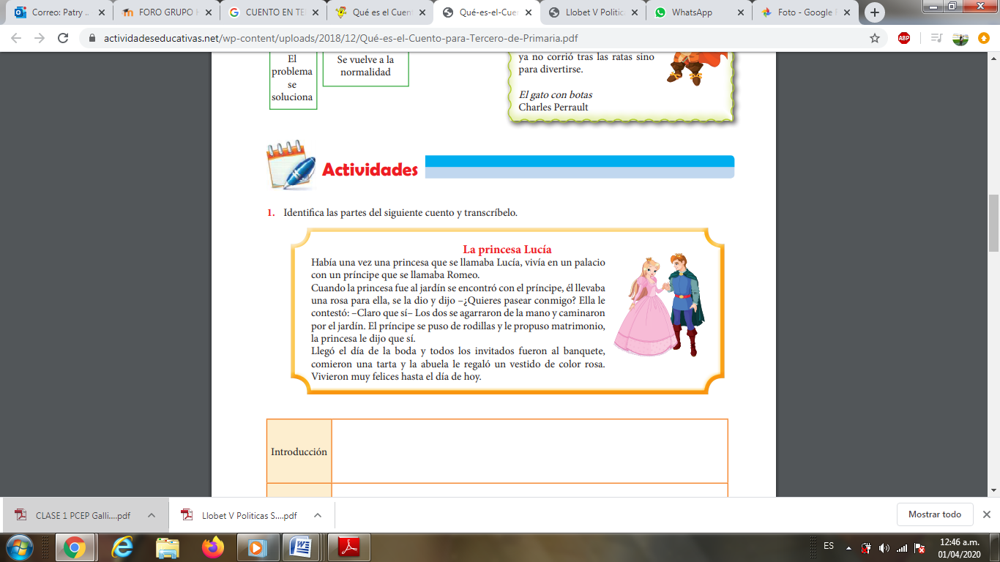 Correo: Patry ..
FORO GRUPO
CUENTO EN TE
Qué es el Cuen
Qué-es-el-Cue
Llobet V Politic
WhatsApp
Foto - Google
actividadeseducativas.net/wp-content/uploads/2018/12/Qué-es-el-Cuento-para-Tercero-de-Primaria.pdf
ABP
El
problema
se
soluciona
Se vuelve a la
normalidad
ya no corrió tras las ratas sino
para divertirse.
El gato con botas
Charles Perrault
Actividades
1. Identifica las partes del siguiente cuento y transcríbelo.
La princesa Lucía
Había una vez una princesa que se llamaba Lucía, vivía en un palacio
con un príncipe que se llamaba Romeo.
Cuando la princesa fue al jardín se encontró con el príncipe, él llevaba
una rosa para ella, se la dio y dijo –¿Quieres pasear conmigo? Ella le
contestó: –Claro que sí– Los dos se agarraron de la mano y caminaron
por el jardín. El príncipe se puso de rodillas y le propuso matrimonio,
la princesa le dijo que sí.
Llegó el día de la boda y todos los invitados fueron al banquete,
comieron una tarta y la abuela le regaló un vestido de color rosa.
Vivieron muy felices hasta el día de hoy.
Introducción
CLASE 1 PCEP Galli....pdf
Llobet V Politicas S....pdf
Mostrar todo
ES
12:46 a.m.
01/04/2020